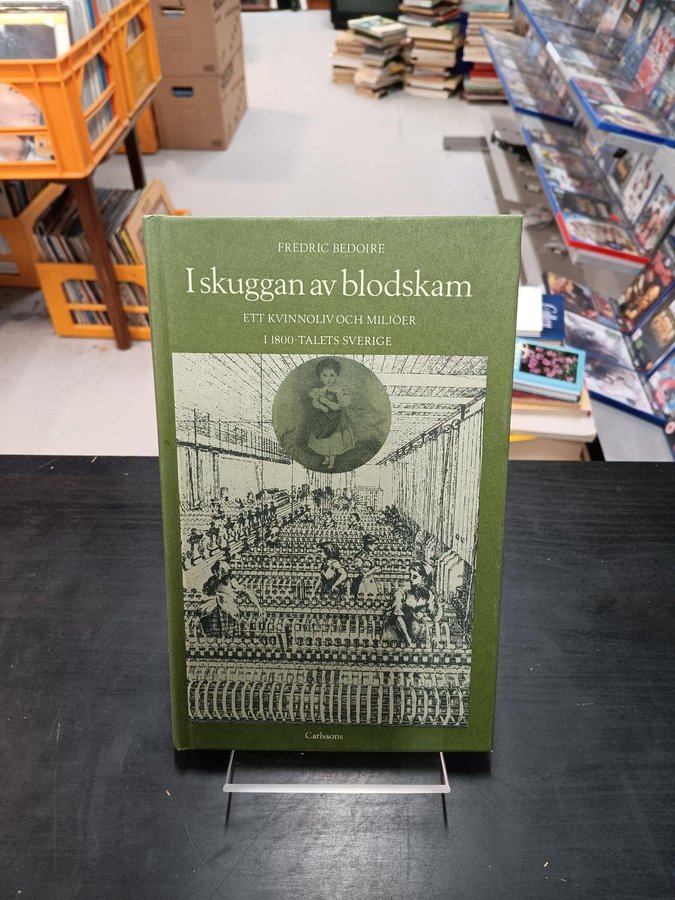 FREDRIC BEDOIRE
I skuggan av blodskam
ETT KVINNOLIV OCH MILJÖER
I 1800-TALETS SVERIGE
Carlssons